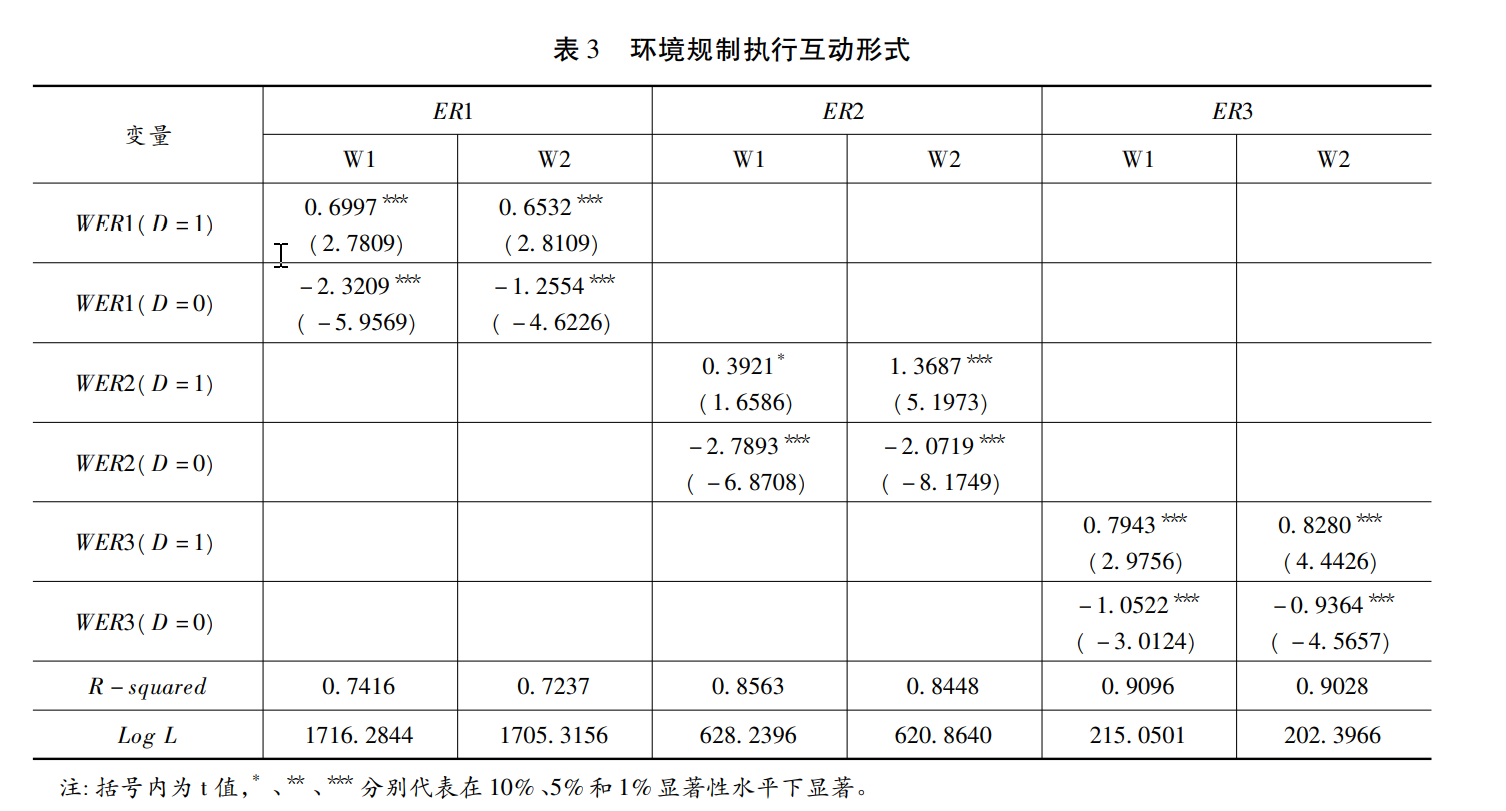 表 3 环境规制执行互动形式
变量 ER1 ER2 ER3
W1 W2 W1 W2 W1 W2
WER1( D =1) 0. 6997 *** 0. 6532 ***
( 2. 7809) ( 2. 8109)
WER1( D =0) -2. 3209 *** -1. 2554 ***
( -5. 9569) ( -4. 6226)
WER2( D =1) 0. 3921 * 1. 3687 ***
( 1. 6586) ( 5. 1973)
WER2( D =0) -2. 7893 *** -2. 0719 ***
( -6. 8708) ( -8. 1749)
WER3( D =1) 0. 7943 *** 0. 8280 ***
( 2. 9756) ( 4. 4426)
WER3( D =0) -1. 0522 *** -0. 9364 ***
( -3. 0124) ( -4. 5657)
R-squared 0. 7416 0. 7237 0. 8563 0. 8448 0. 9096 0. 9028
Log L 1716. 2844 1705. 3156 628. 2396 620. 8640 215. 0501 202. 3966
注: 括号内为 t 值, * 、** 、*** 分别代表在 10% 、5% 和 1% 显著性水平下显著。